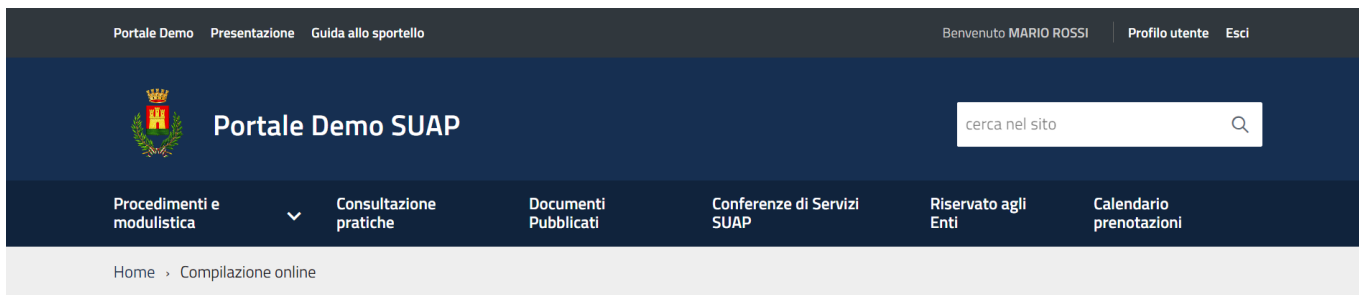 Portale Demo Presentazione Guida allo sportello Benvenuto MARIO ROSSI Profilo utente Esci
Portale Demo SUAP
cerca nel sito
Procedimenti e modulistica
Consultazione pratiche
Documenti Pubblicati
Conferenze di Servizi SUAP
Riservato agli Enti
Calendario prenotazioni
Home › Compilazione online